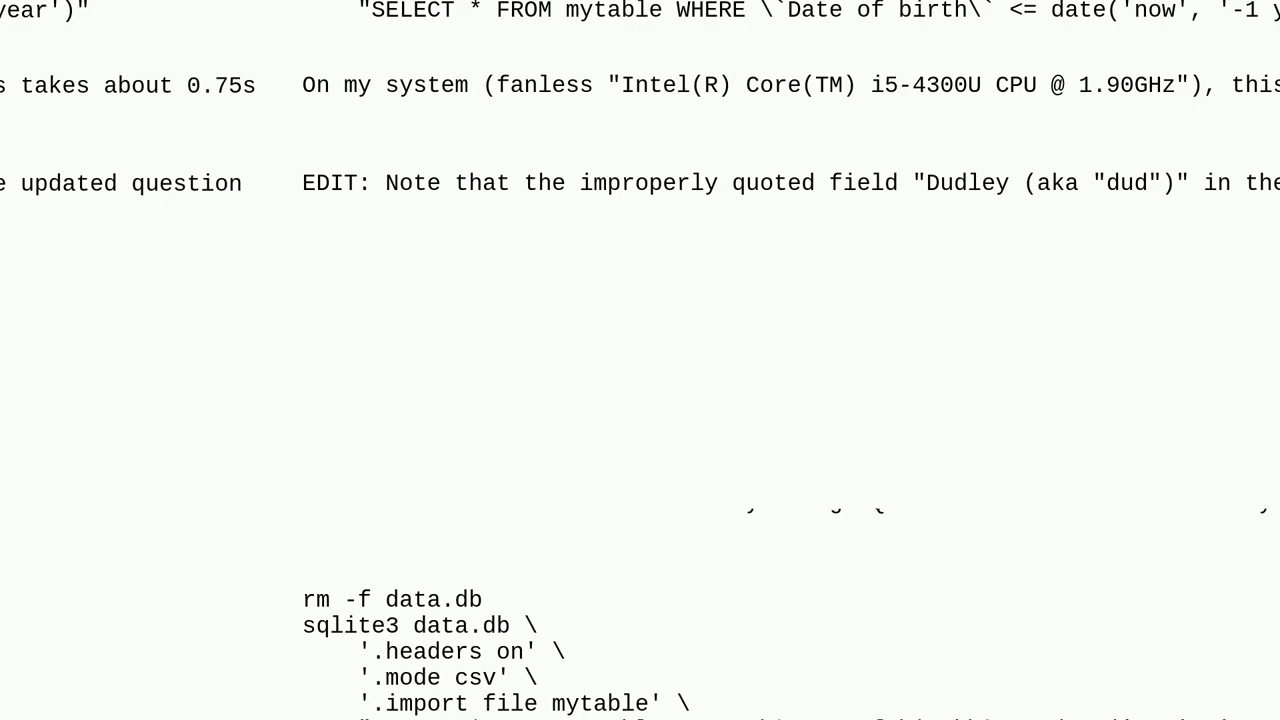 year')"
"SELECT * FROM mytable WHERE \`Date of birth\` <= date('now', '-1 y
s takes about 0.75s
On my system (fanless "Intel(R) Core(TM) i5-4300U CPU @ 1.90GHz"), this
e updated question
EDIT: Note that the improperly quoted field "Dudley (aka "dud")" in the
rm -f data.db
sqlite3 data.db \
'.headers on' \
'.mode csv' \
'.import file mytable' \